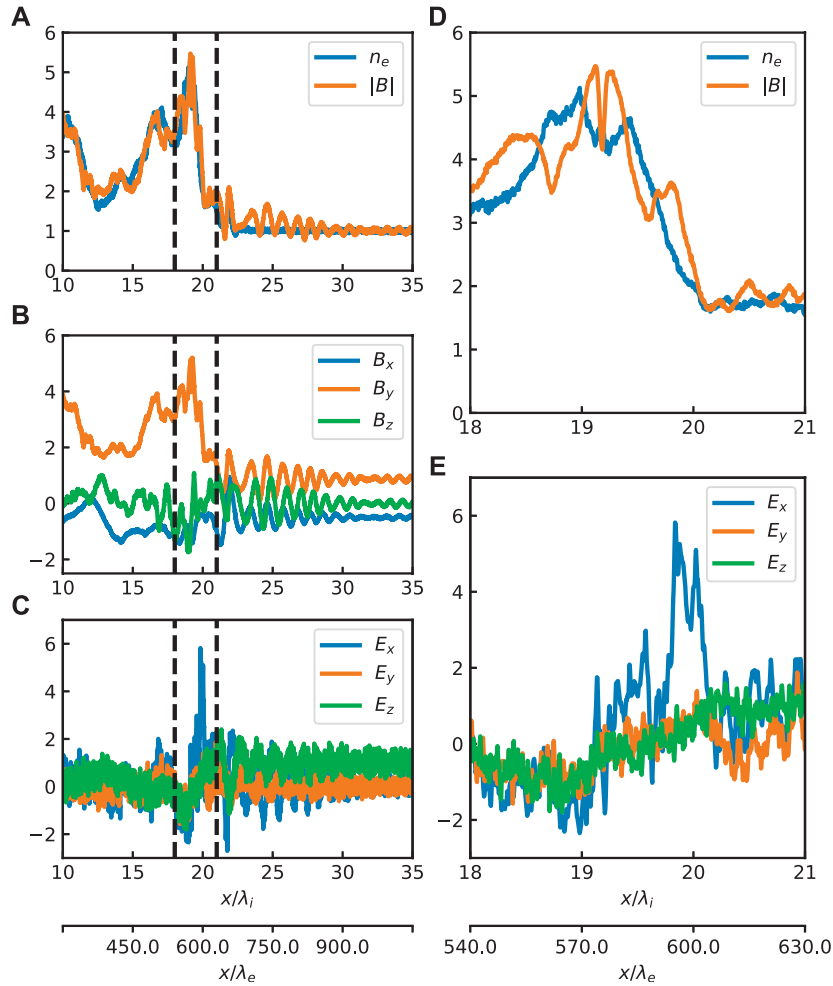 A
6
5
4
3
2
1
0
n_e
|B|
10 15 20 25 30 35
B
6
4
2
0
−2
B_x
B_y
B_z
10 15 20 25 30 35
C
6
4
2
0
−2
E_x
E_y
E_z
10 15 20 25 30 35
x/λ_i
450.0 600.0 750.0 900.0
x/λ_e
D
6
5
4
3
2
1
0
n_e
|B|
18 19 20 21
E
6
4
2
0
−2
E_x
E_y
E_z
18 19 20 21
x/λ_i
540.0 570.0 600.0 630.0
x/λ_e